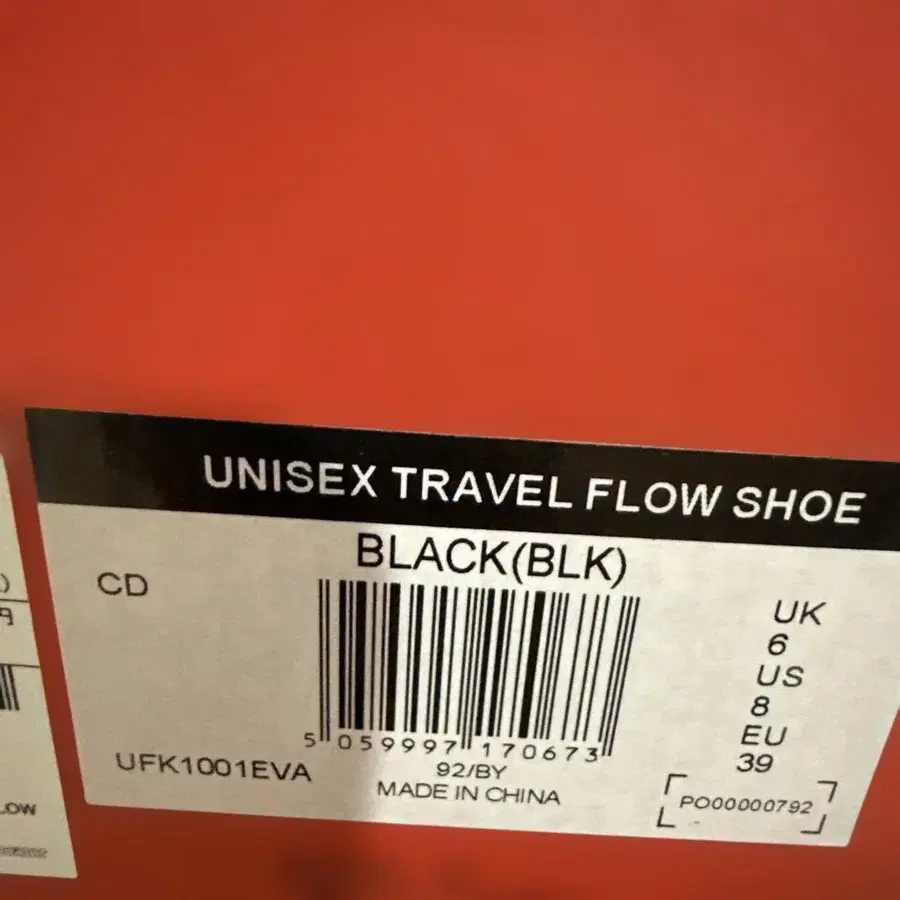 UNISEX TRAVEL FLOW SHOE
BLACK(BLK)
CD
UK
6
US
8
EU
39
5 059997 170673
UFK1001EVA
92/BY
MADE IN CHINA
PO00000792
)
9
LOW